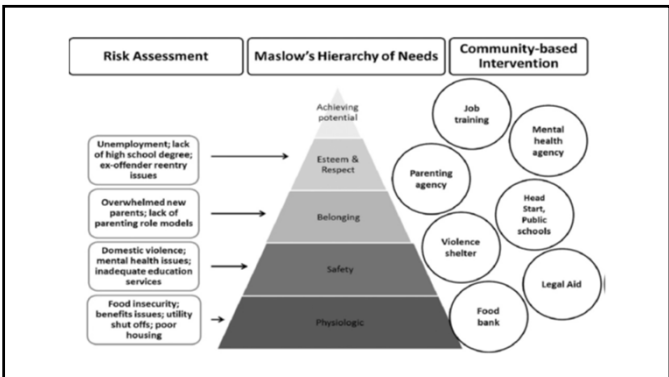 Risk Assessment
Maslow's Hierarchy of Needs
Community-based
Intervention
Unemployment; lack
of high school degree;
ex-offender reentry
issues
Overwhelmed new
parents; lack of
parenting role models
Domestic violence;
mental health issues;
inadequate education
services
Food insecurity;
benefits issues; utility
shut offs; poor
housing
Achieving
potential
Esteem &
Respect
Belonging
Safety
Physiologic
Job
training
Mental
health
agency
Parenting
agency
Head
Start,
Public
schools
Violence
shelter
Legal Aid
Food
bank